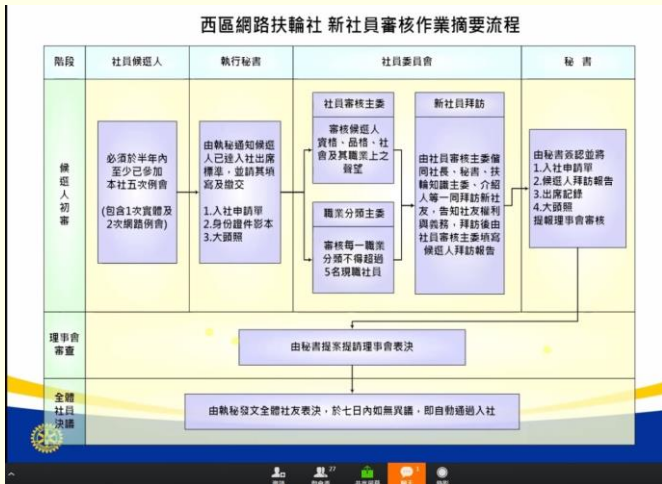 西區網路扶輪社 新社員審核作業摘要流程
階段
社員候選人
執行秘書
社員委員會
秘 書
候選人初審
必須於半年內
至少已參加
本社五次例會
(包含1次實體及
2次網路例會)
由執秘通知候選
人已達入社出席
標準，並請其填
寫及繳交
1.入社申請單
2.身份證件影本
3.大頭照
社員審核主委
審核候選人
資格、品格、社
會及其職業上之
聲望
職業分類主委
審核每一職業
分類不得超過
5名現職社員
新社員拜訪
由社員審核主委偕
同社長、秘書、扶
輪知識主委、介紹
人等一同拜訪新社
友，告知社友權利
與義務，拜訪後由
社員審核主委填寫
候選人拜訪報告
由秘書簽認並將
1.入社申請單
2.候選人拜訪報告
3.出席記錄
4.大頭照
提報理事會審核
理事會
審查
由秘書提案提請理事會表決
全體
社員
決議
由執秘發文全體社友表決，於七日內如無異議，即自動通過入社
27
1